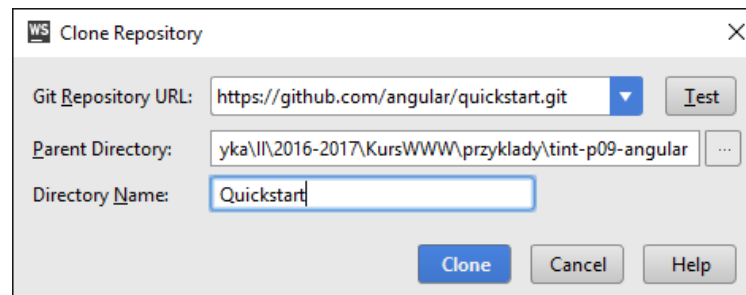 WS Clone Repository
Git Repository URL: https://github.com/angular/quickstart.git Test
Parent Directory: yka\II\2016-2017\KursWWW\przyklady\tint-p09-angular ...
Directory Name: Quickstart
Clone Cancel Help